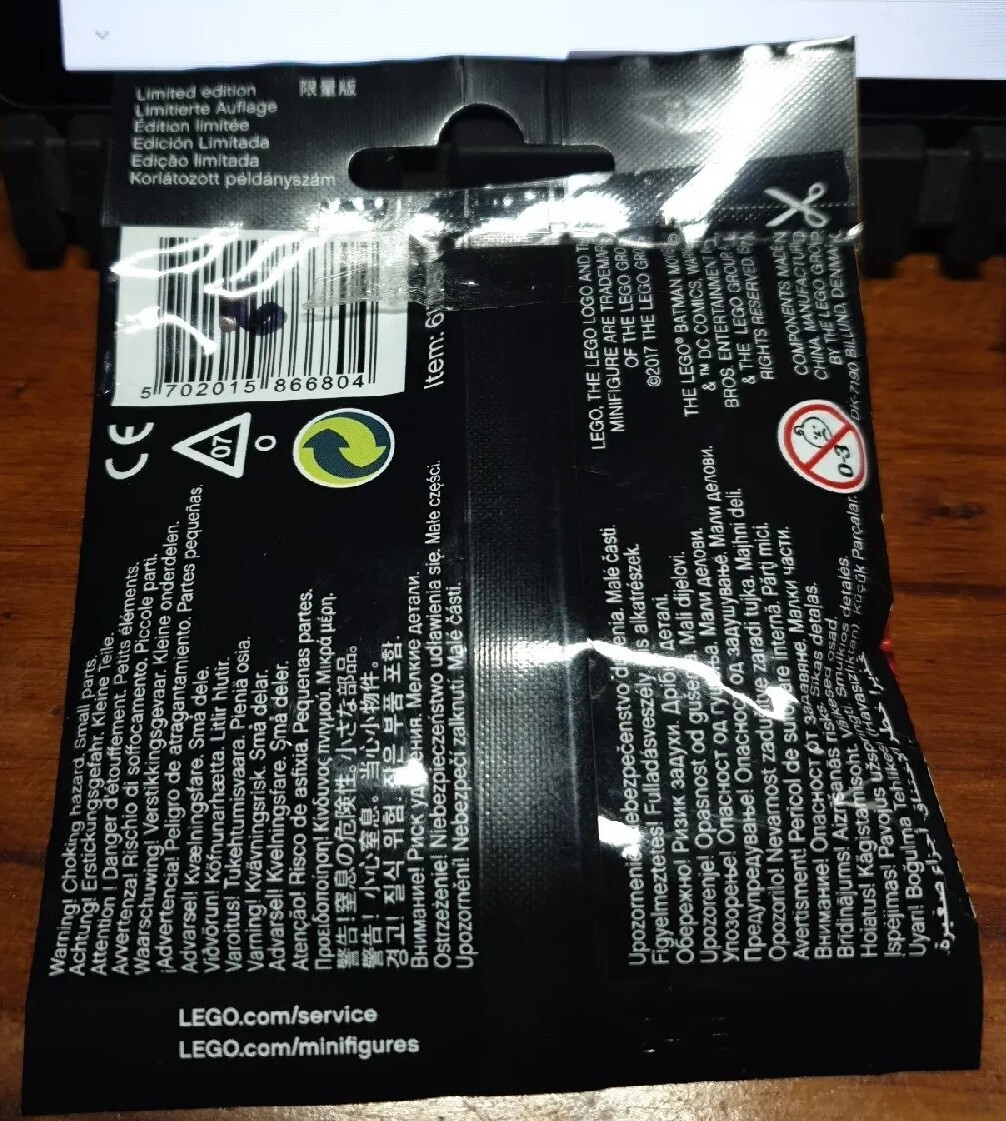 Limited edition 限量版
Limitierte Auflage
Édition limitée
Edición Limitada
Edição limitada
Korlátozott példányszám
5 702015 866804
Item: 6
CE
07
O
LEGO, THE LEGO LOGO AND
MINIFIGURE ARE TRADEMA
OF THE LEGO GRO
©2017 THE LEGO GR
THE LEGO® BATMAN M
& ™ DC COMICS, WAR
BROS. ENTERTAINMENT
& THE LEGO GROUP
RIGHTS RESERVED
COMPONENTS MADE IN
CHINA MANUFACTURED
BY THE LEGO GROUP
DK-7190 BILLUND, DENMARK
0-3
Warning! Choking hazard. Small parts.
Achtung! Erstickungsgefahr. Kleine Teile.
Attention ! Danger d'étouffement. Petits éléments.
Avvertenza! Rischio di soffocamento. Piccole parti.
Waarschuwing! Verstikkingsgevaar. Kleine onderdelen.
¡Advertencia! Peligro de atragantamiento. Partes pequeñas.
Advarsel! Kvælningsfare. Små dele.
Viðvörun! Köfnunarhætta. Litlir hlutir.
Varoitus! Tukehtumisvaara. Pieniä osia.
Varning! Kvävningsrisk. Små delar.
Advarsel! Kvelningsfare. Små deler.
Atenção! Risco de asfixia. Pequenas partes.
Προειδοποίηση! Κίνδυνος πνιγμού. Μικρά μέρη.
警告！窒息の危険性。小さな部品。
警告！小心窒息。当心小物件。
경고! 질식 위험. 작은 부품 포함.
Внимание! Риск удушения. Мелкие детали.
Ostrzeżenie! Niebezpieczeństwo udławienia się. Małe części.
Upozornění! Nebezpečí zalknutí. Malé části.
Upozornenie! Nebezpečenstvo dusenia. Malé časti.
Figyelmeztetés! Fulladásveszély s alkatrészek.
Обережно! Ризик задухи. Дрібні деталі.
Upozorenje! Opasnost od gušenja. Mali dijelovi.
Упозорење! Опасност од гушења. Мали делови.
Предупредување! Опасност од задушување. Мали делови.
Opozorilo! Nevarnost zadušitve zaradi tujka. Majhni deli.
Avertisment! Pericol de sufocare internă. Părți mici.
Внимание! Опасност от задавяне. Малки части.
Brīdinājums! Aizrīšanās risks. Sīkas detaļas.
Hoiatus! Kägistamisoht. Väikesed osad.
Įspėjimas! Pavojus užspringti. Smulkios detalės.
Uyarı! Boğulma Tehlikesi Küçük Parçalar.
LEGO.com/service
LEGO.com/minifigures